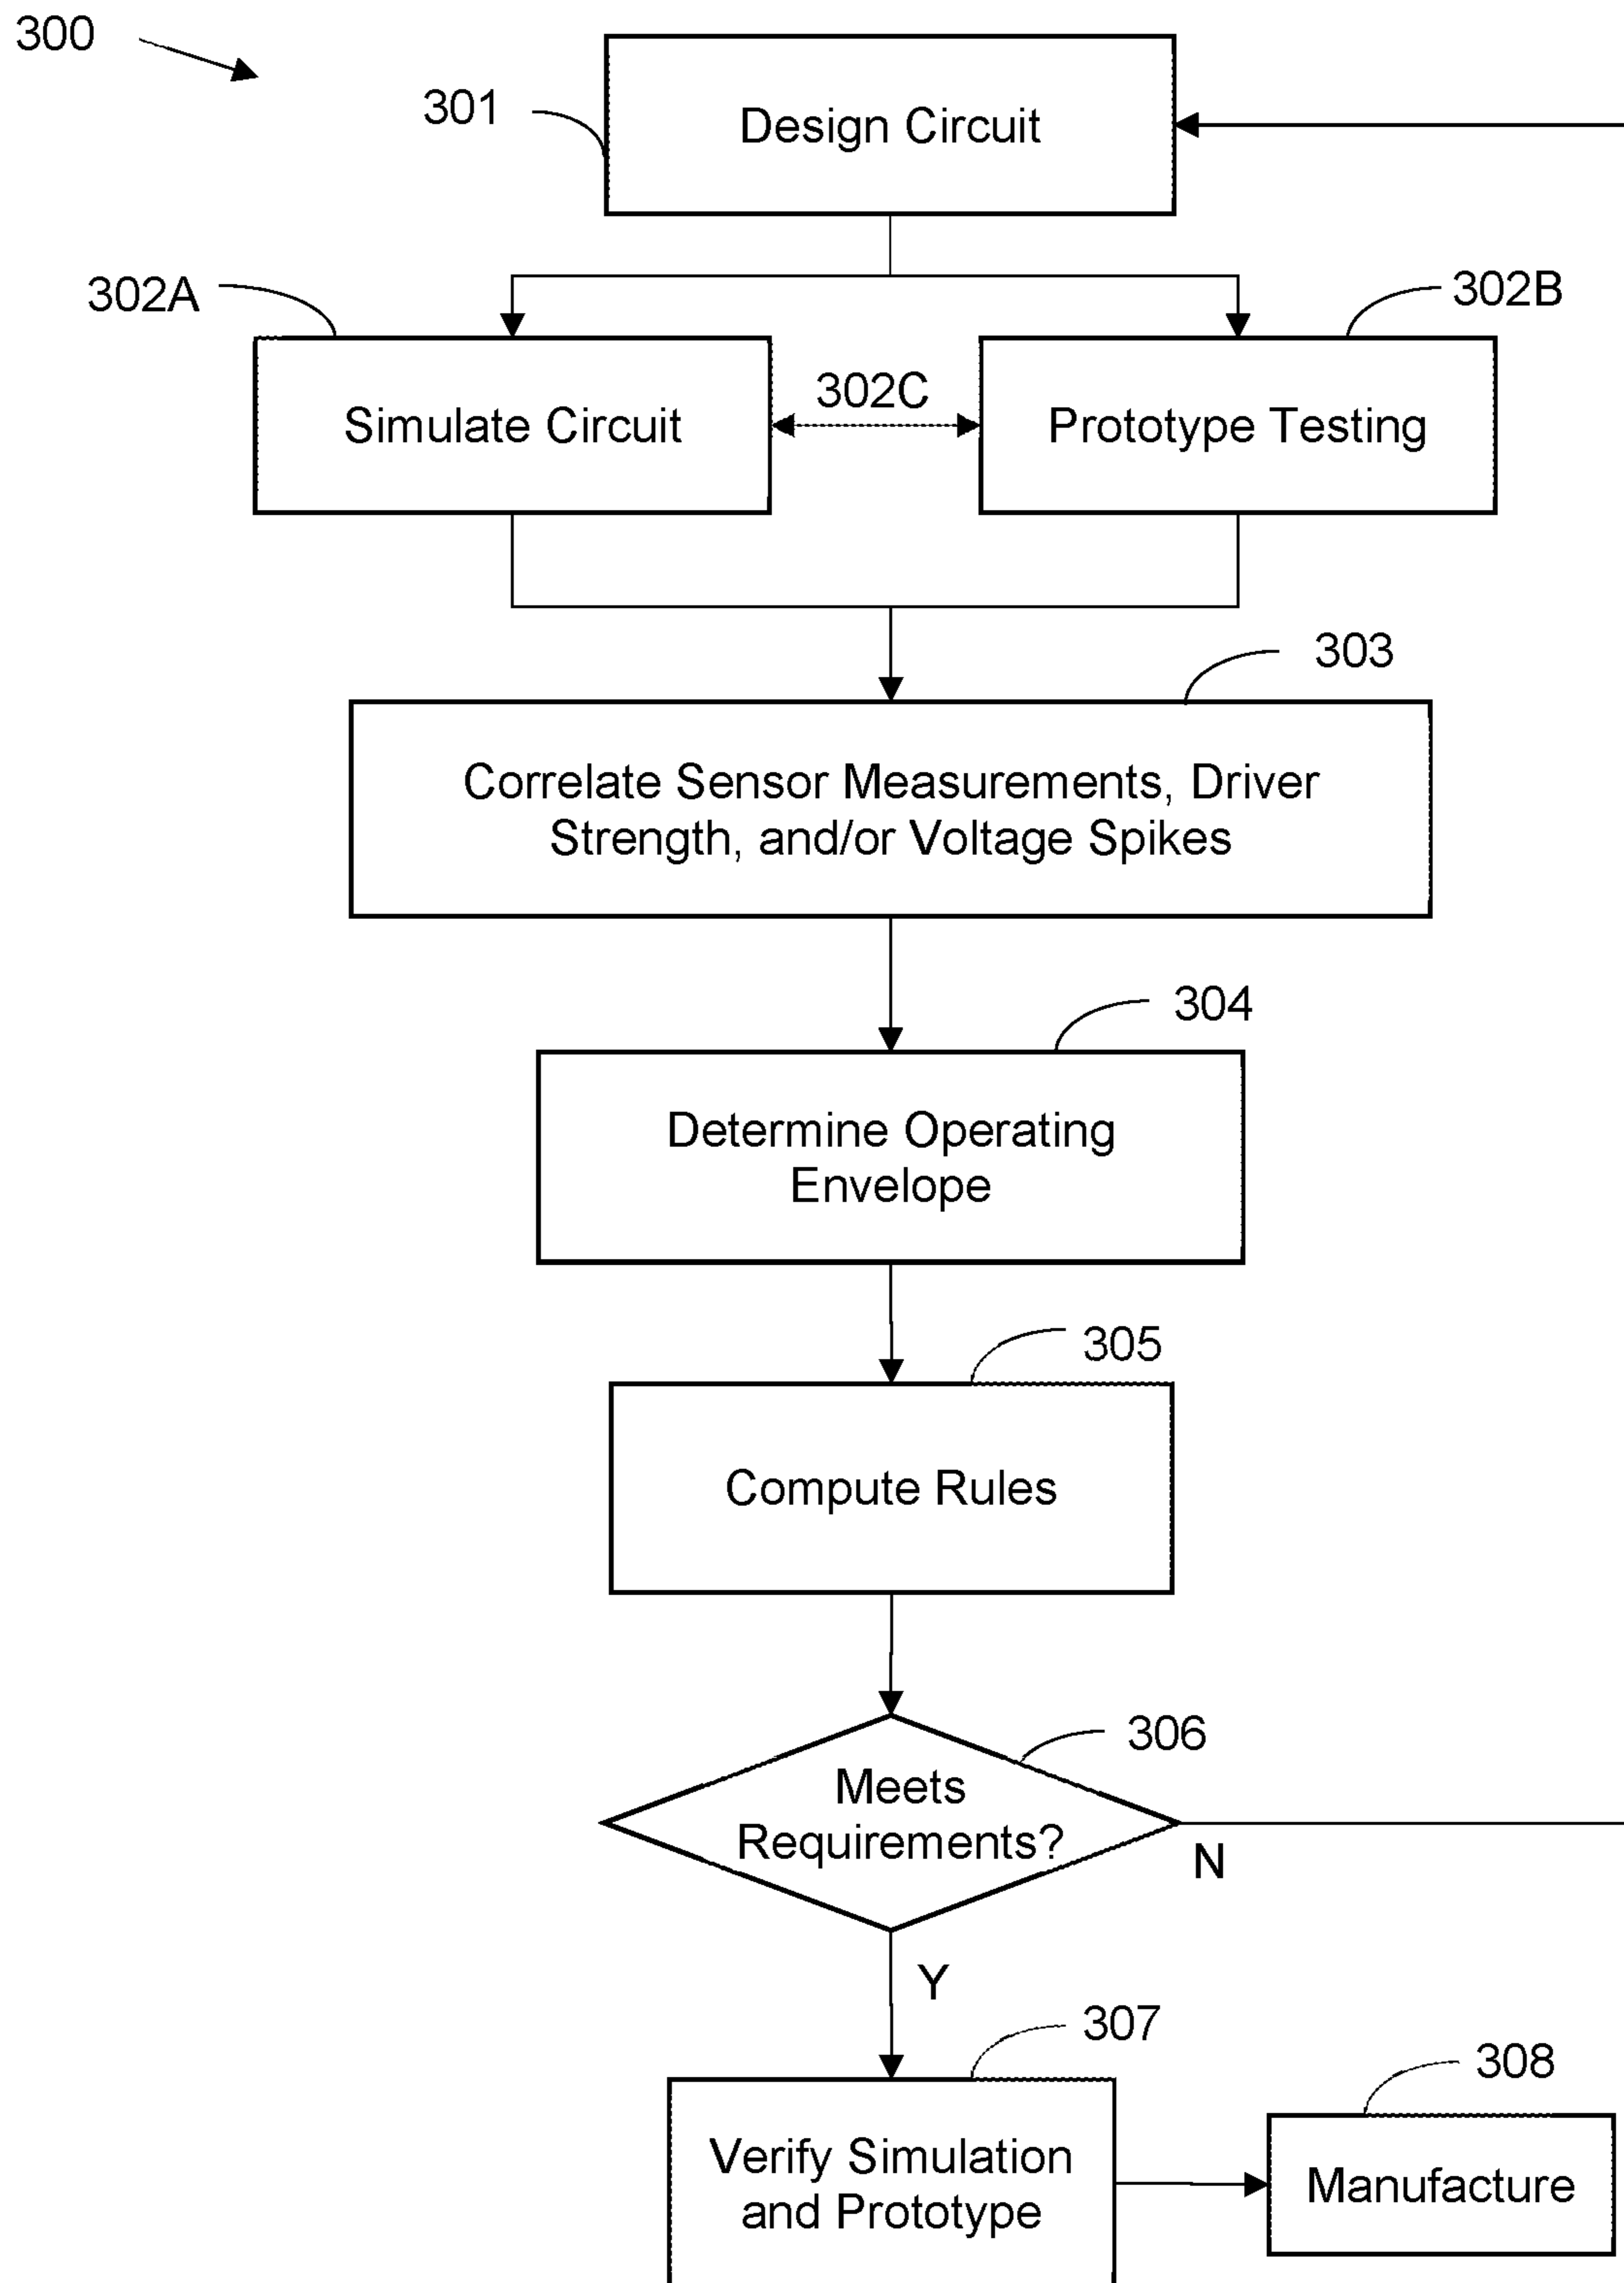 300
301
Design Circuit
302A
302B
302C
Simulate Circuit
Prototype Testing
303
Correlate Sensor Measurements, Driver
Strength, and/or Voltage Spikes
304
Determine Operating
Envelope
305
Compute Rules
306
Meets
Requirements?
N
Y
307
308
Verify Simulation
and Prototype
Manufacture